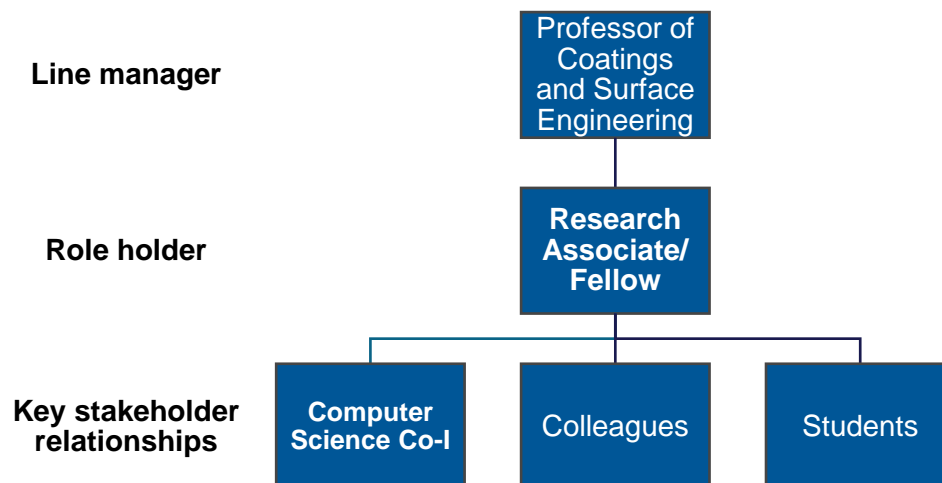 Line manager
Professor of
Coatings
and Surface
Engineering
Role holder
Research
Associate/
Fellow
Key stakeholder
relationships
Computer
Science Co-I
Colleagues
Students